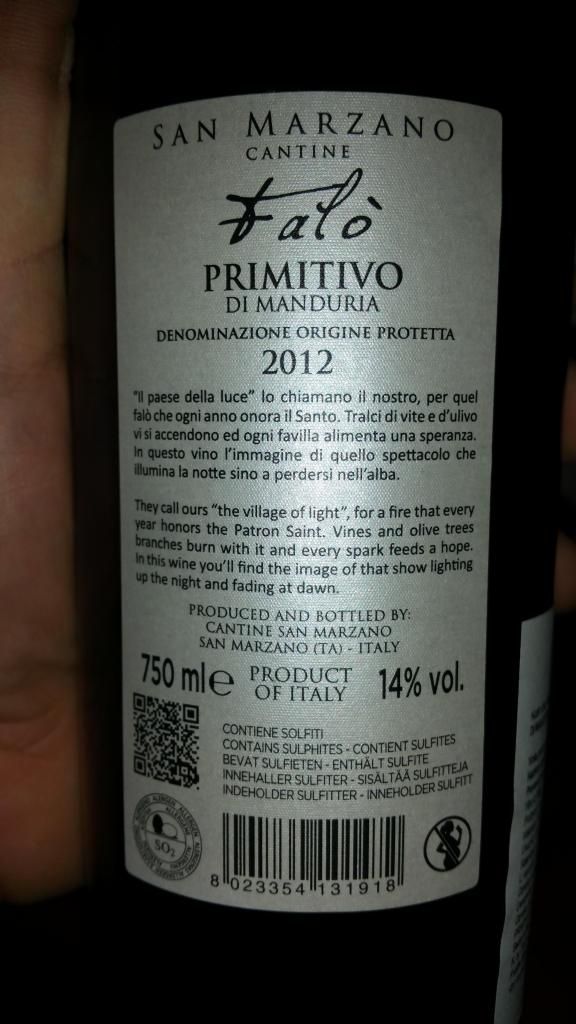 SAN MARZANO
CANTINE
Falò
PRIMITIVO
DI MANDURIA
DENOMINAZIONE ORIGINE PROTETTA
2012
"Il paese della luce" lo chiamano il nostro, per quel
falò che ogni anno onora il Santo. Tralci di vite e d'ulivo
vi si accendono ed ogni favilla alimenta una speranza.
In questo vino l'immagine di quello spettacolo che
illumina la notte sino a perdersi nell'alba.
They call ours "the village of light", for a fire that every
year honors the Patron Saint. Vines and olive trees
branches burn with it and every spark feeds a hope.
In this wine you'll find the image of that show lighting
up the night and fading at dawn.
PRODUCED AND BOTTLED BY:
CANTINE SAN MARZANO
SAN MARZANO (TA) - ITALY
750 ml e PRODUCT OF ITALY 14% vol.
CONTIENE SOLFITI
CONTAINS SULPHITES - CONTIENT SULFITES
BEVAT SULFIETEN - ENTHÄLT SULFITE
INNEHALLER SULFITER - SISÄLTÄÄ SULFITTEJA
INDEHOLDER SULFITTER - INNEHOLDER SULFITT
SO2
8 023354 131918